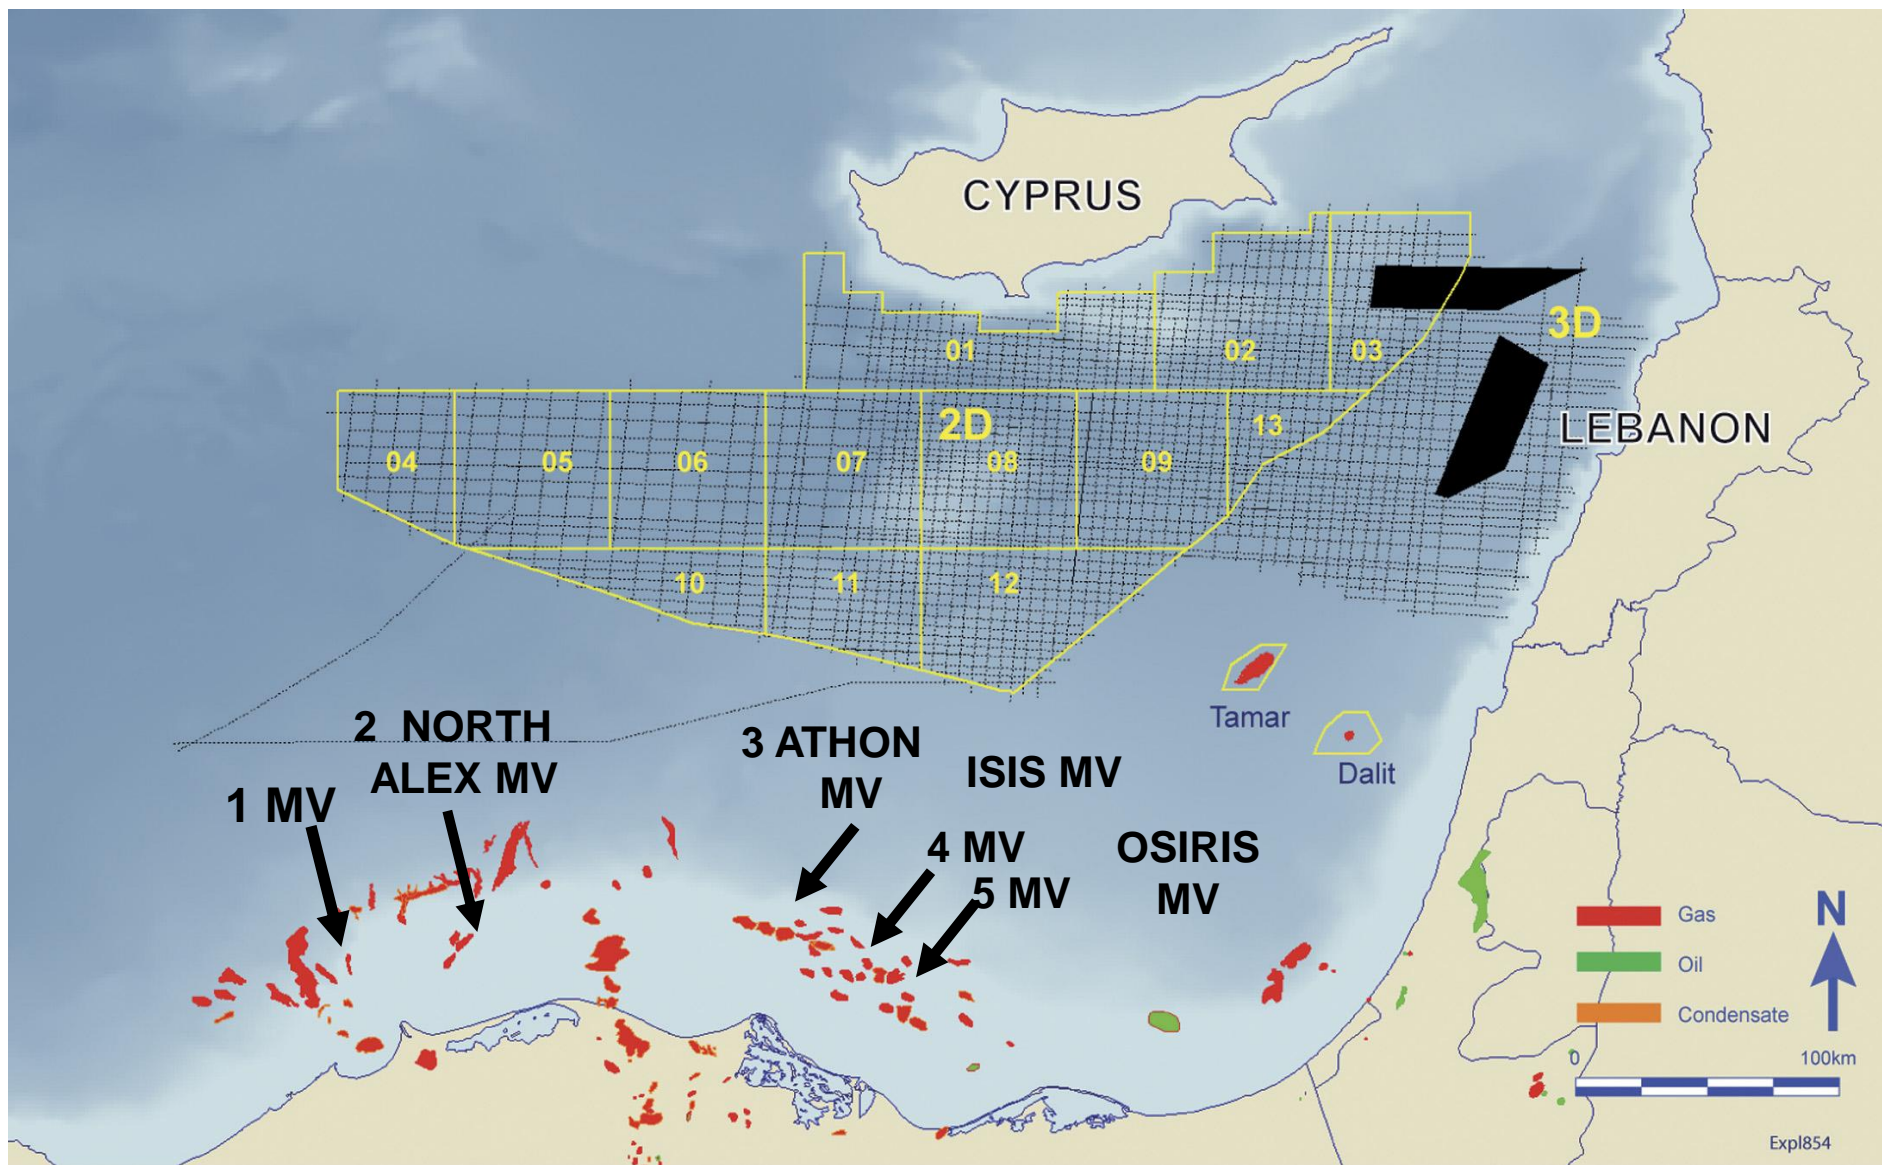 CYPRUS
3D
01
02
03
LEBANON
2D
13
04
05
06
07
08
09
10
11
12
Tamar
2 NORTH
ALEX MV
3 ATHON
MV
ISIS MV
Dalit
1 MV
4 MV
5 MV
OSIRIS
MV
Gas
Oil
Condensate
N
0
100km
Expl854